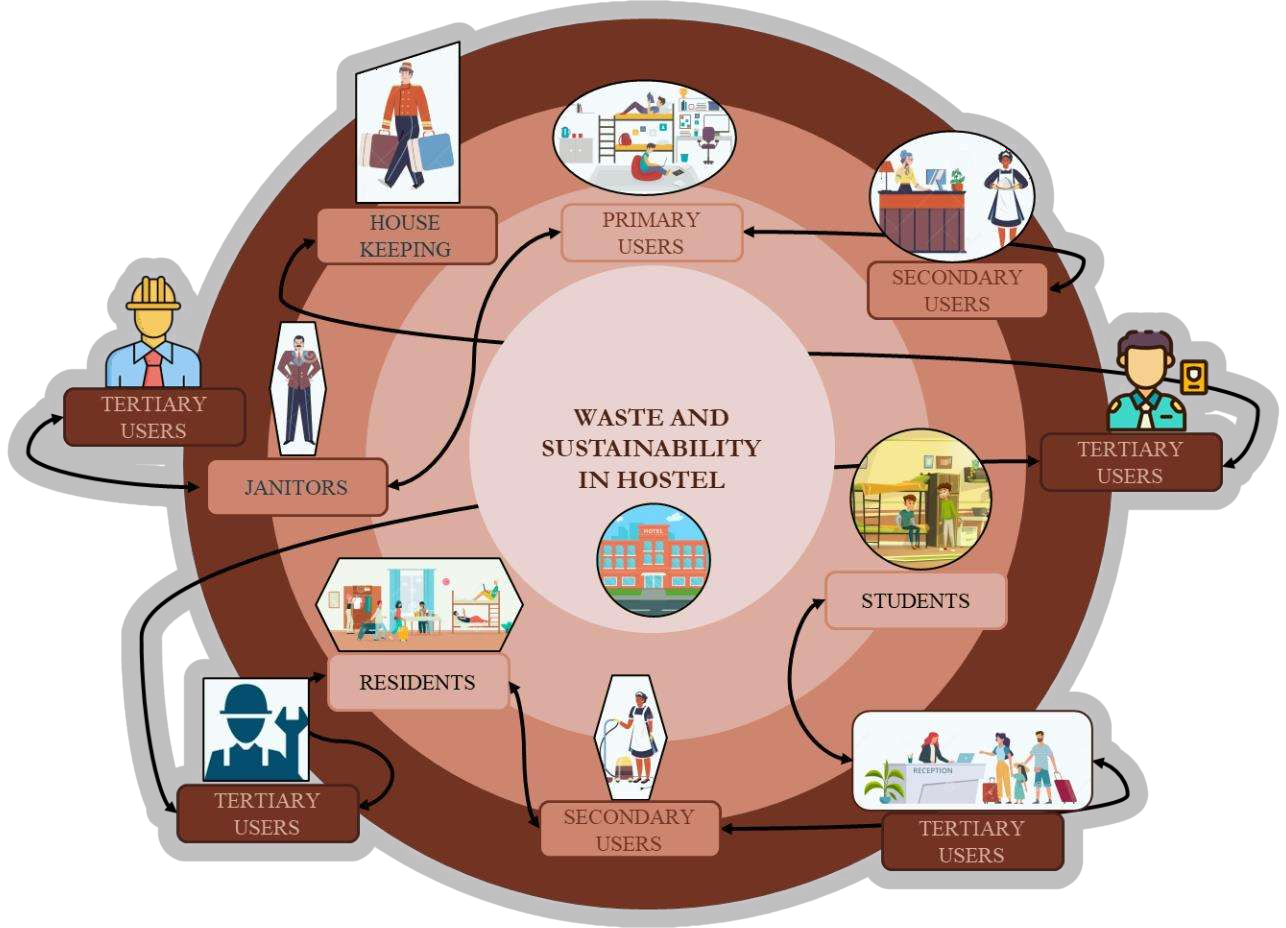 HOUSE
KEEPING
PRIMARY
USERS
SECONDARY
USERS
TERTIARY
USERS
JANITORS
WASTE AND
SUSTAINABILITY
IN HOSTEL
HOTEL
TERTIARY
USERS
STUDENTS
RESIDENTS
RECEPTION
TERTIARY
USERS
SECONDARY
USERS
TERTIARY
USERS